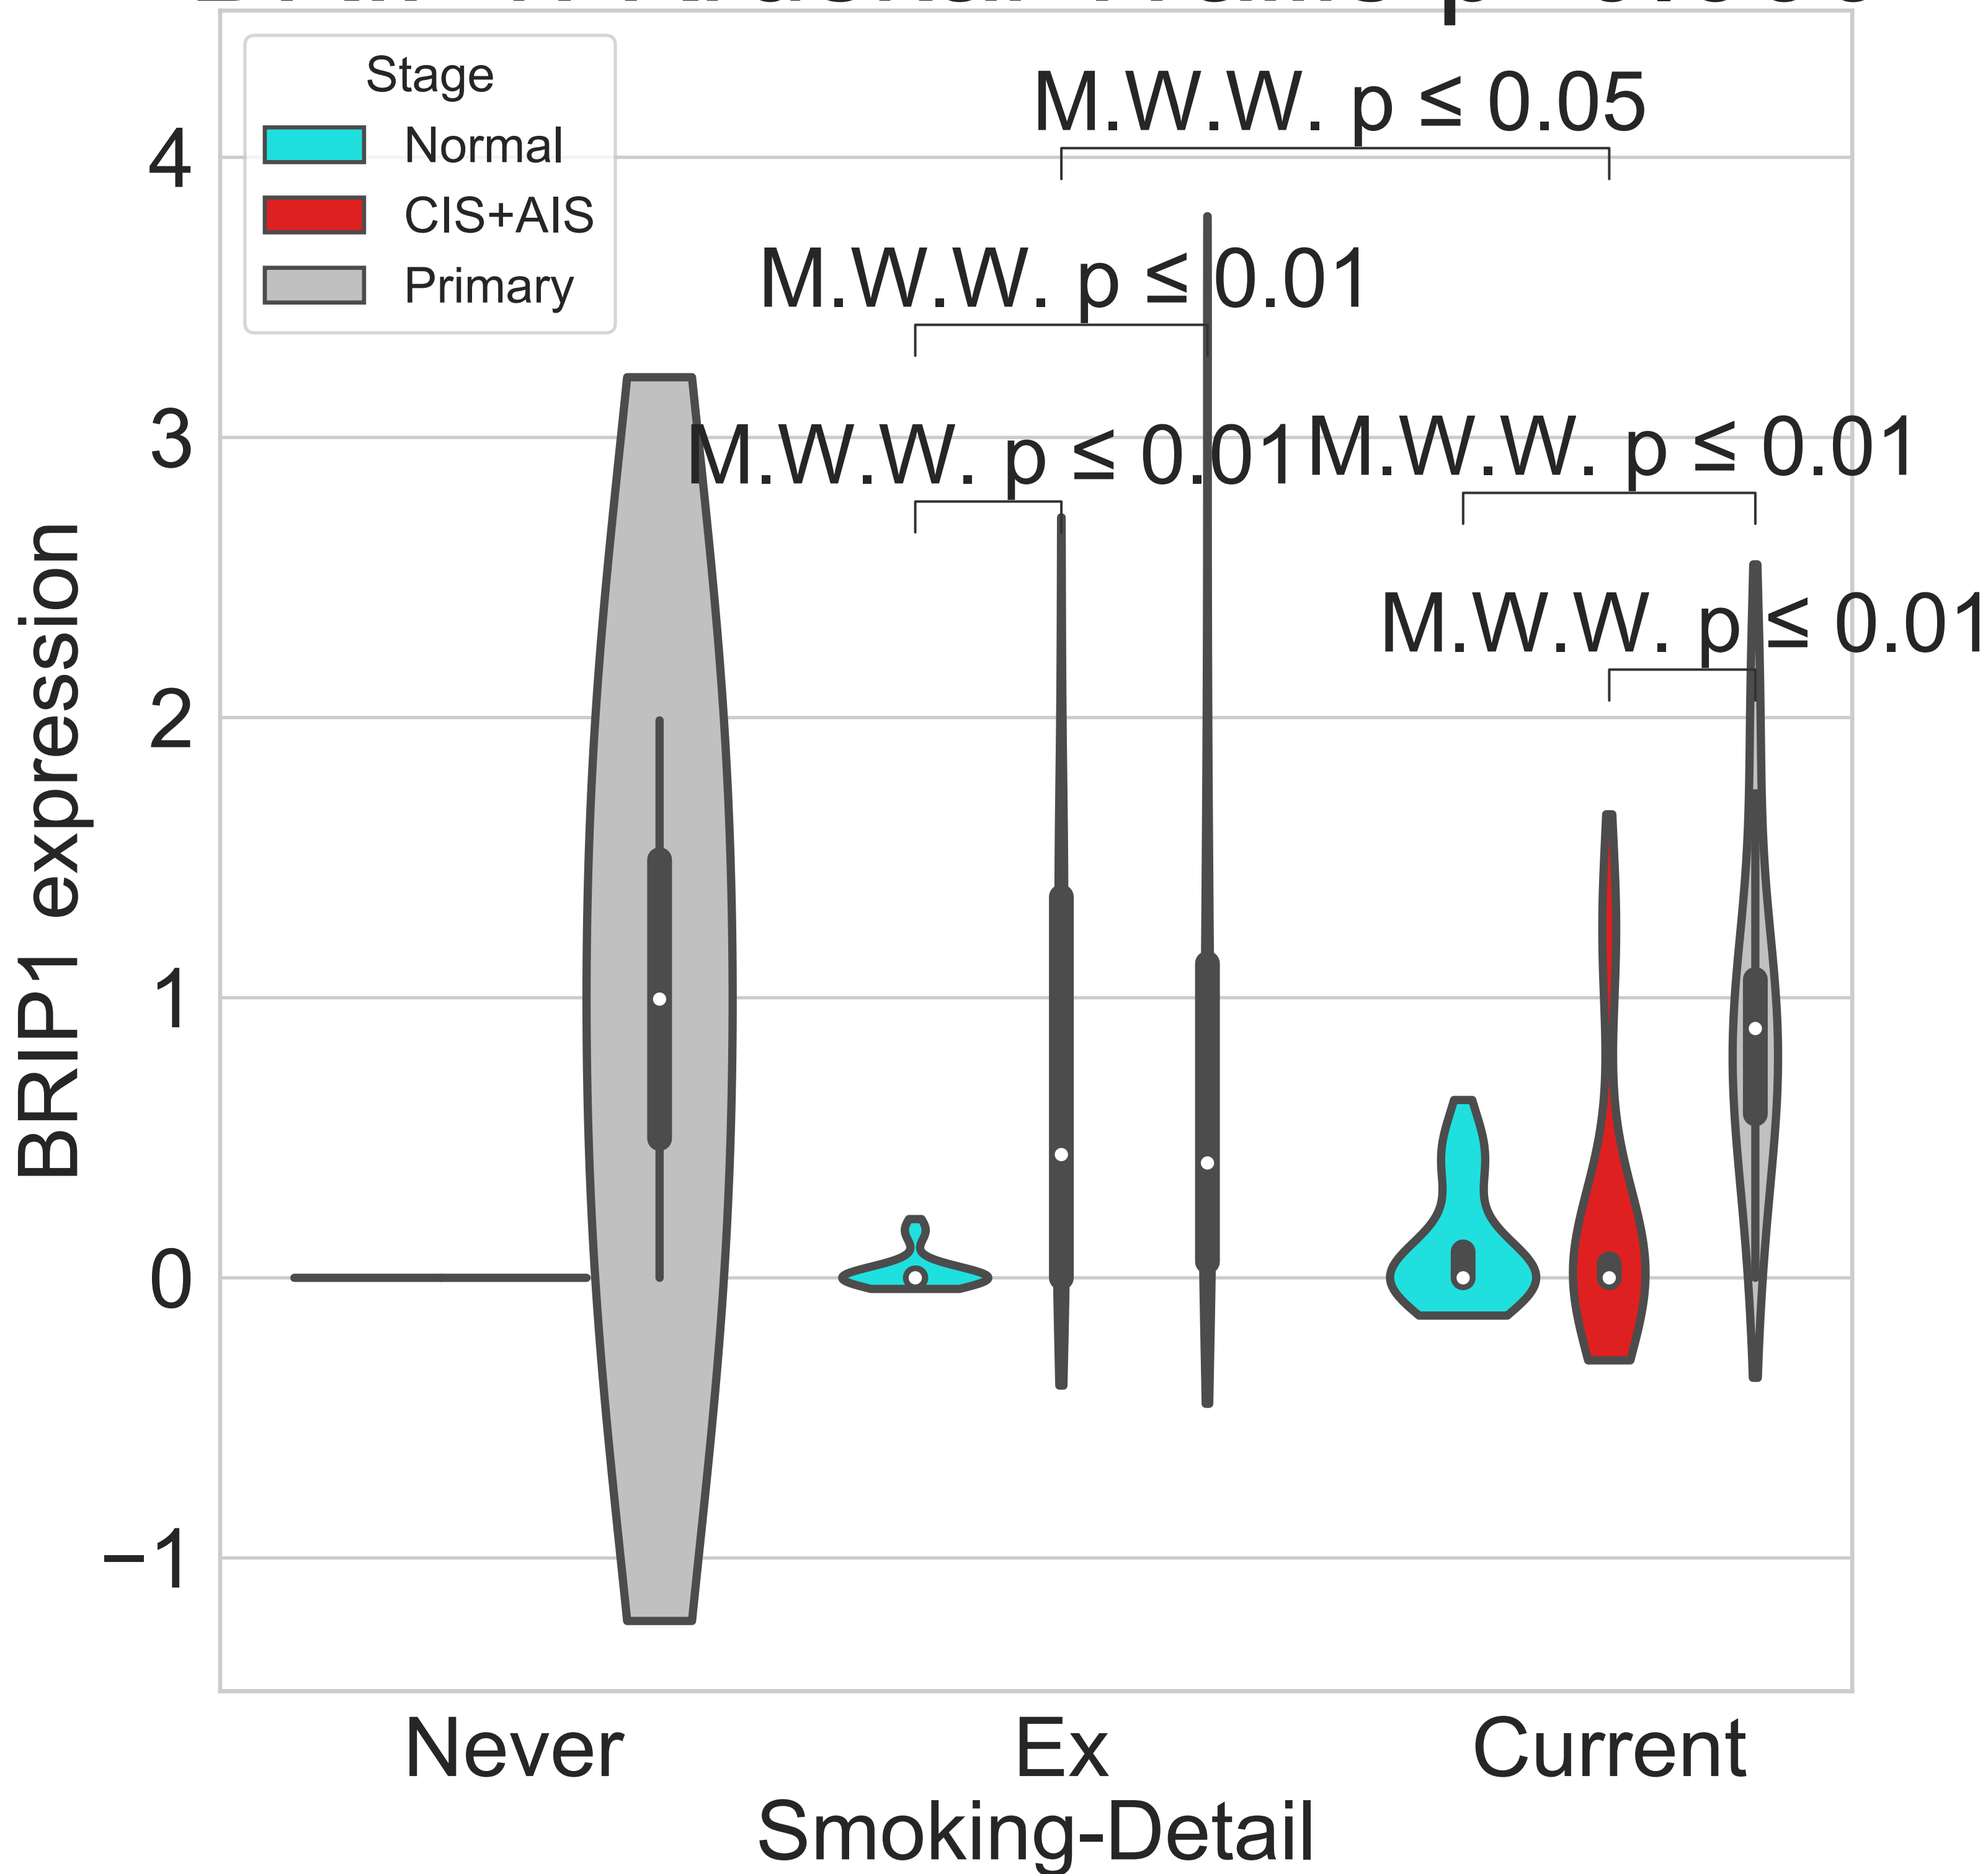 Stage
Normal
CIS+AIS
Primary
M.W.W. p ≤ 0.05
M.W.W. p ≤ 0.01
M.W.W. p ≤ 0.01
M.W.W. p ≤ 0.01
M.W.W. p ≤ 0.01
4
3
2
1
0
−1
BRIP1 expression
Never
Ex
Current
Smoking-Detail